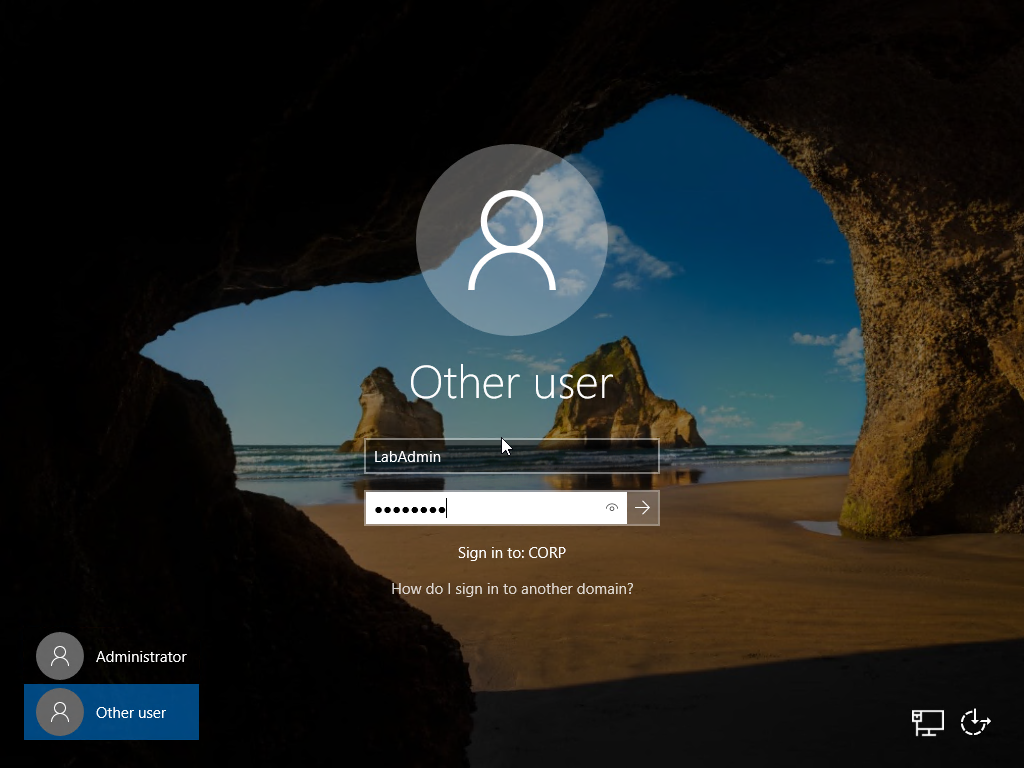 Other user
LabAdmin
Sign in to: CORP
How do I sign in to another domain?
Administrator
Other user